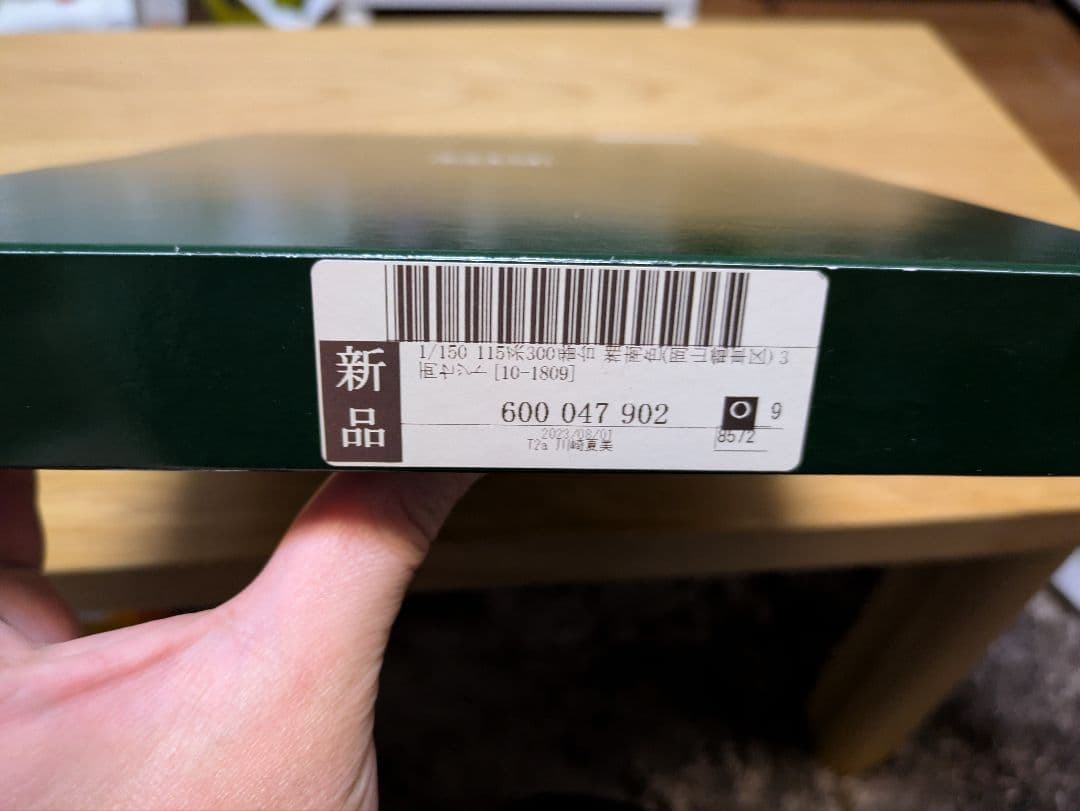 新品
1/150 115系300番台 湘南色(岡山電車区) 3
両セット [10-1809]
600 047 902
O 9
2023/08/01
8572
T2a 川崎夏美